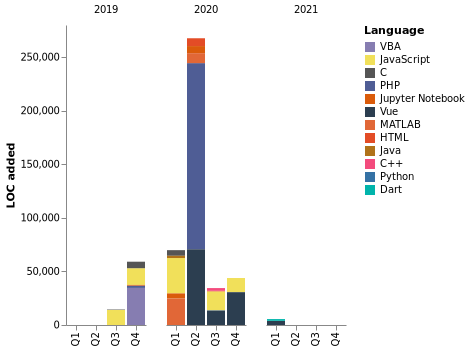 2019 2020 2021
Language
VBA
JavaScript
C
PHP
Jupyter Notebook
Vue
MATLAB
HTML
Java
C++
Python
Dart
LOC added
250,000
200,000
150,000
100,000
50,000
0
Q1 Q2 Q3 Q4 Q1 Q2 Q3 Q4 Q1 Q2 Q3 Q4